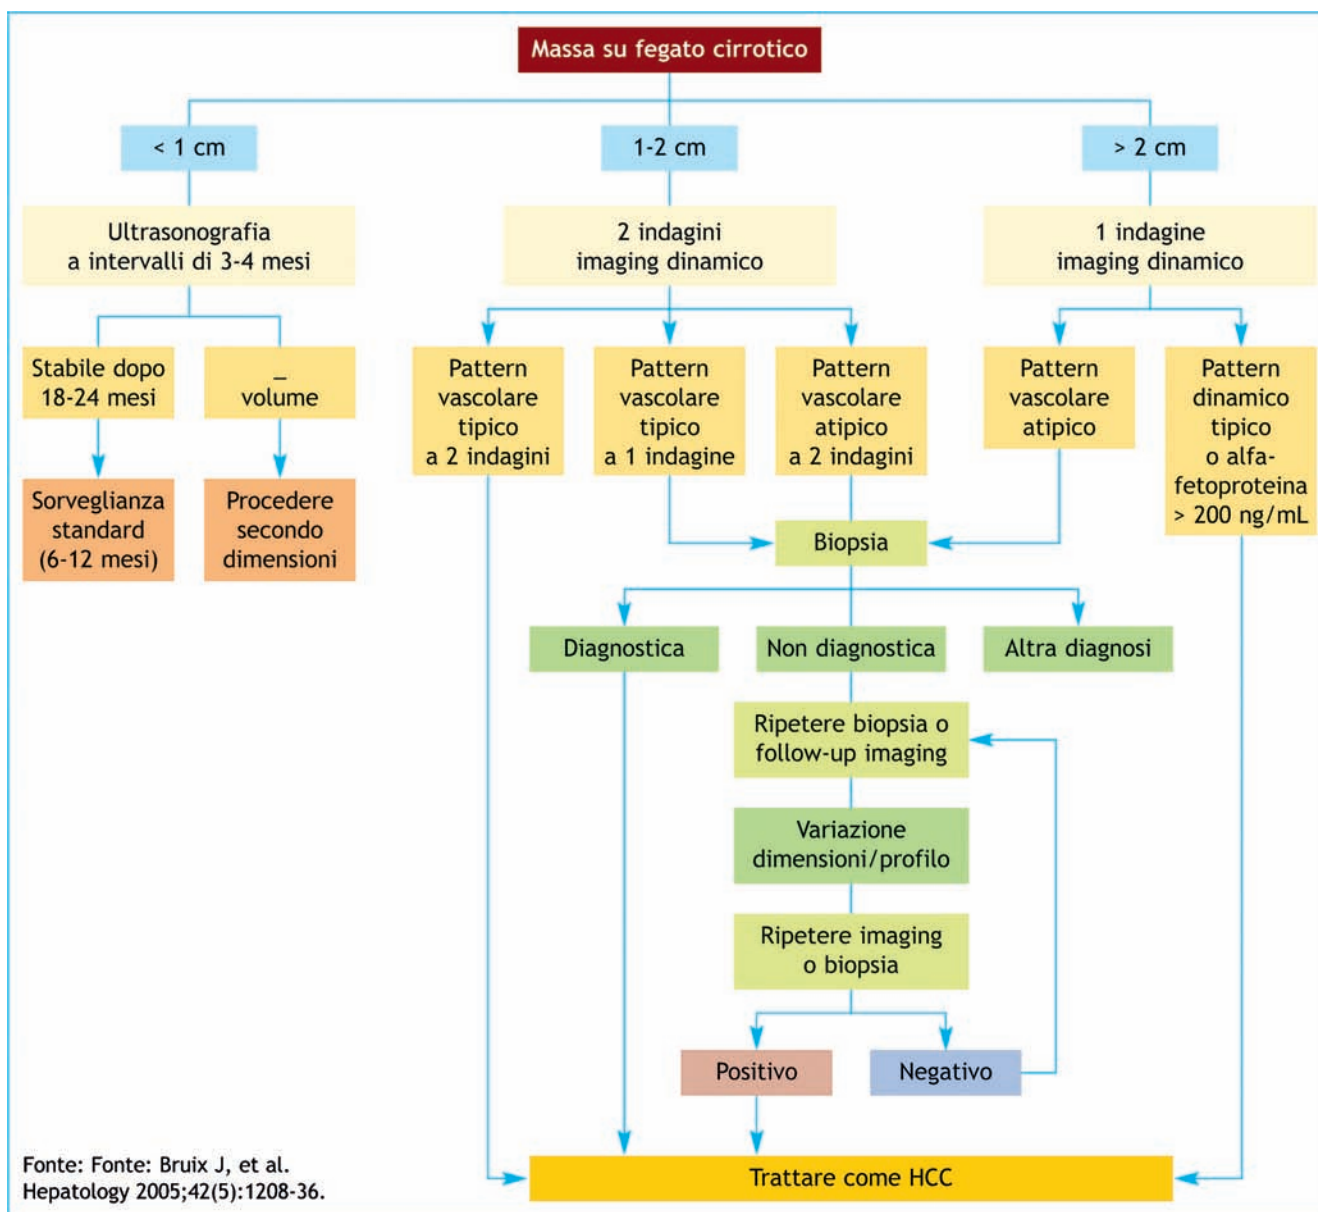 Massa su fegato cirrotico
< 1 cm
1-2 cm
> 2 cm
Ultrasonografia
a intervalli di 3-4 mesi
2 indagini
imaging dinamico
1 indagine
imaging dinamico
Stabile dopo
18-24 mesi
_
volume
Pattern
vascolare
tipico
a 2 indagini
Pattern
vascolare
tipico
a 1 indagine
Pattern
vascolare
atipico
a 2 indagini
Pattern
vascolare
atipico
Pattern
dinamico
tipico
o alfa-
fetoproteina
> 200 ng/mL
Sorveglianza
standard
(6-12 mesi)
Procedere
secondo
dimensioni
Biopsia
Diagnostica
Non diagnostica
Altra diagnosi
Ripetere biopsia o
follow-up imaging
Variazione
dimensioni/profilo
Ripetere imaging
o biopsia
Positivo
Negativo
Trattare come HCC
Fonte: Fonte: Bruix J, et al.
Hepatology 2005;42(5):1208-36.